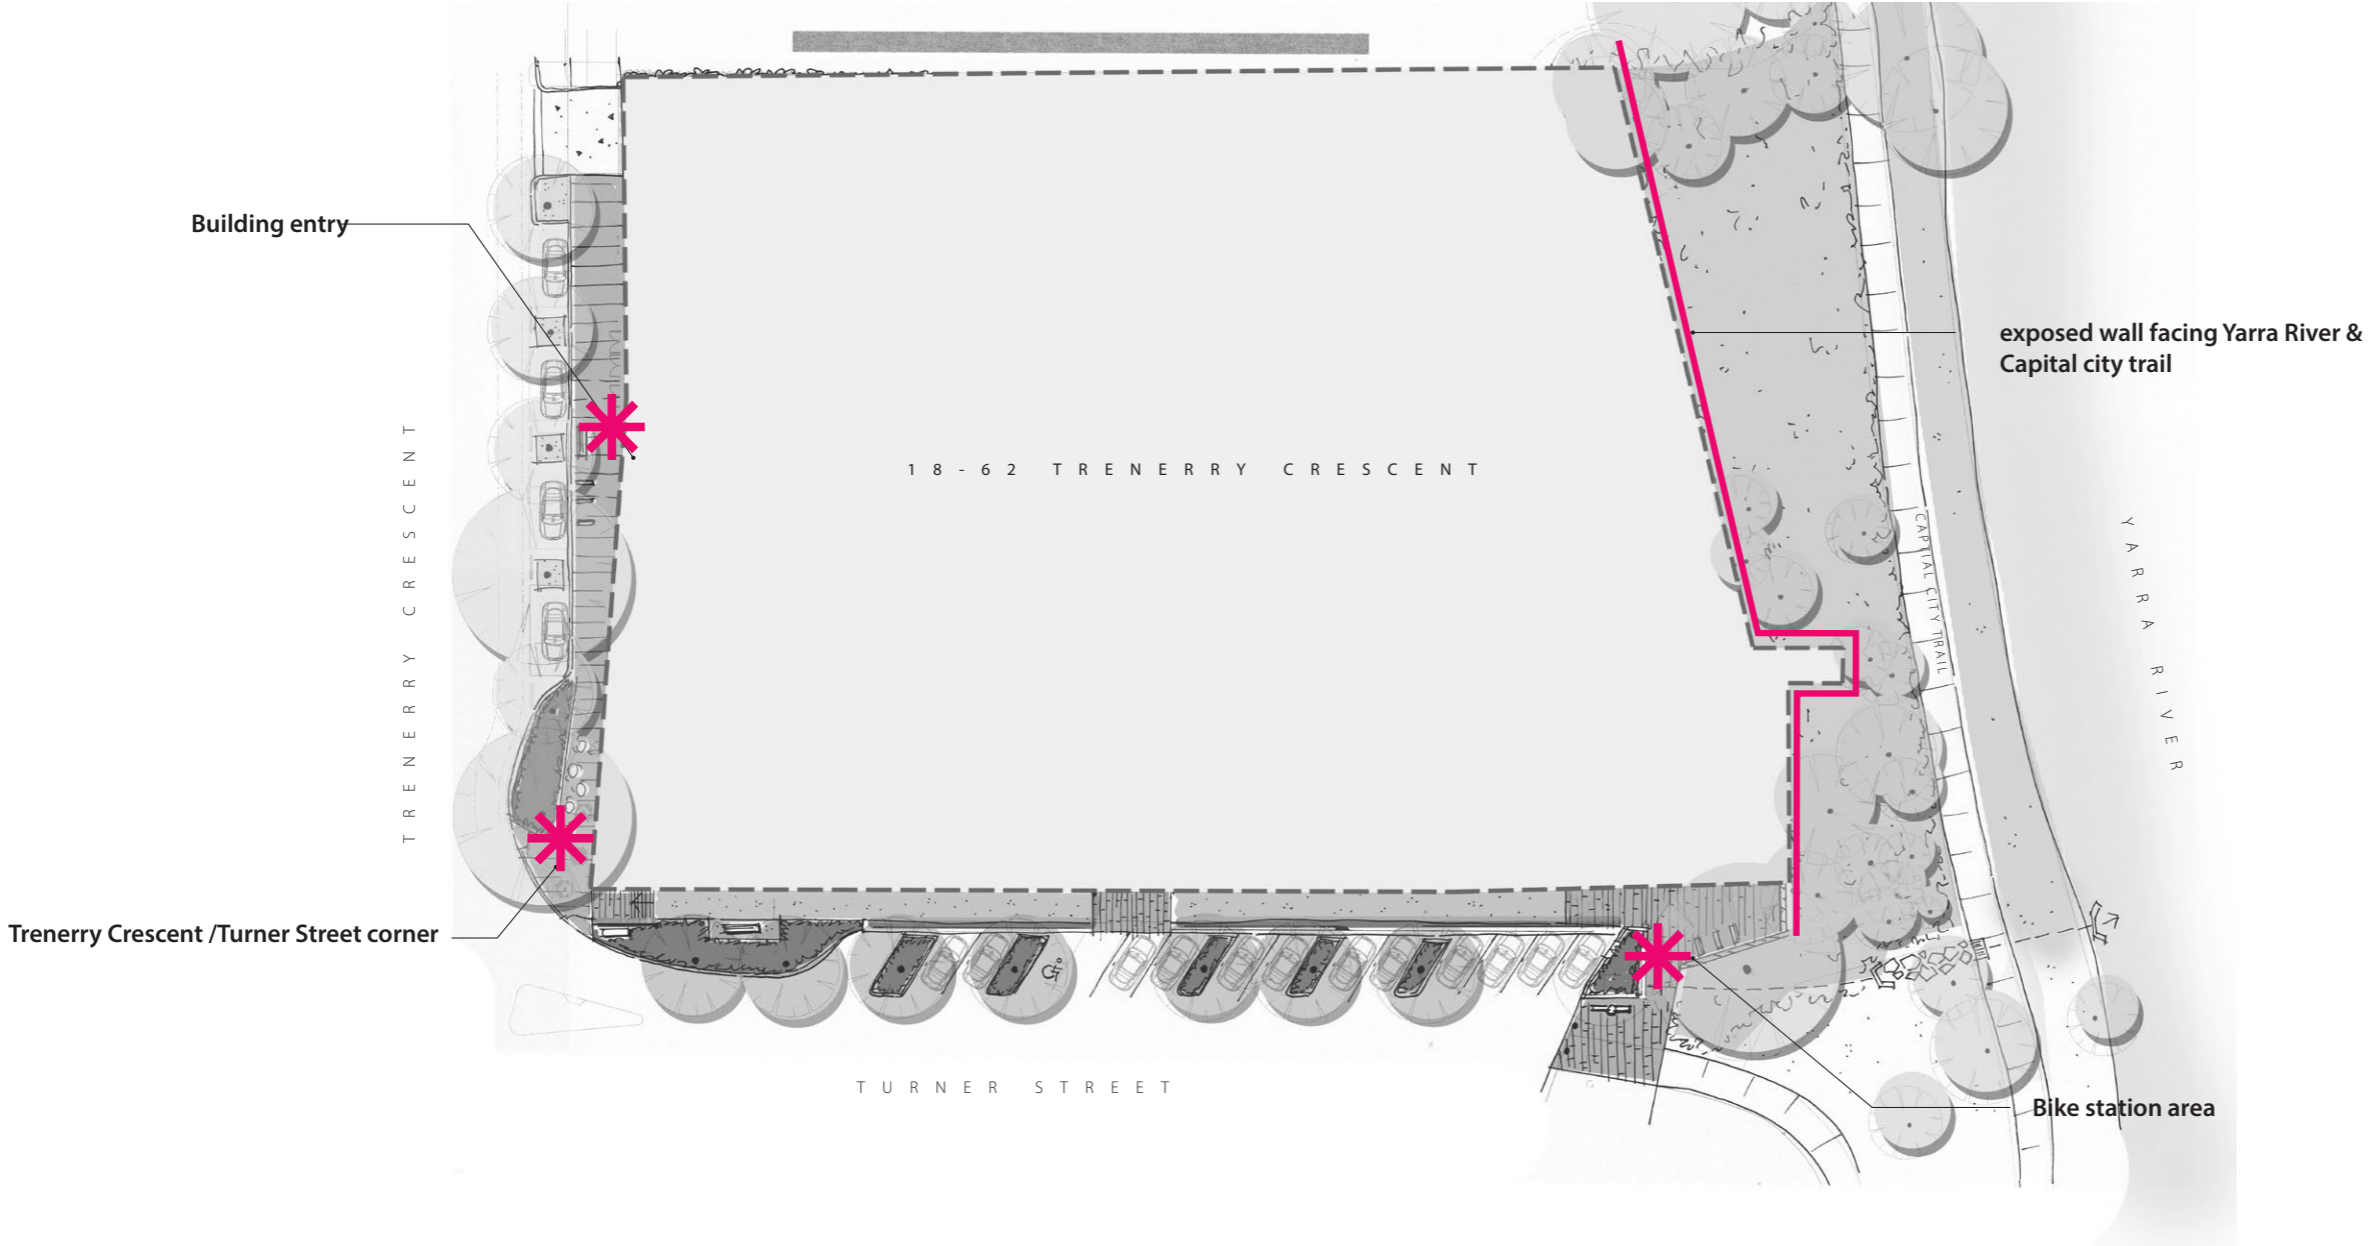 Building entry
exposed wall facing Yarra River &
Capital city trail
18-62 TRENERRY CRESCENT
TRENERRY CRESCENT
CAPTIAL CITY TRAIL
YARRA RIVER
Trenerry Crescent /Turner Street corner
TURNER STREET
Bike station area